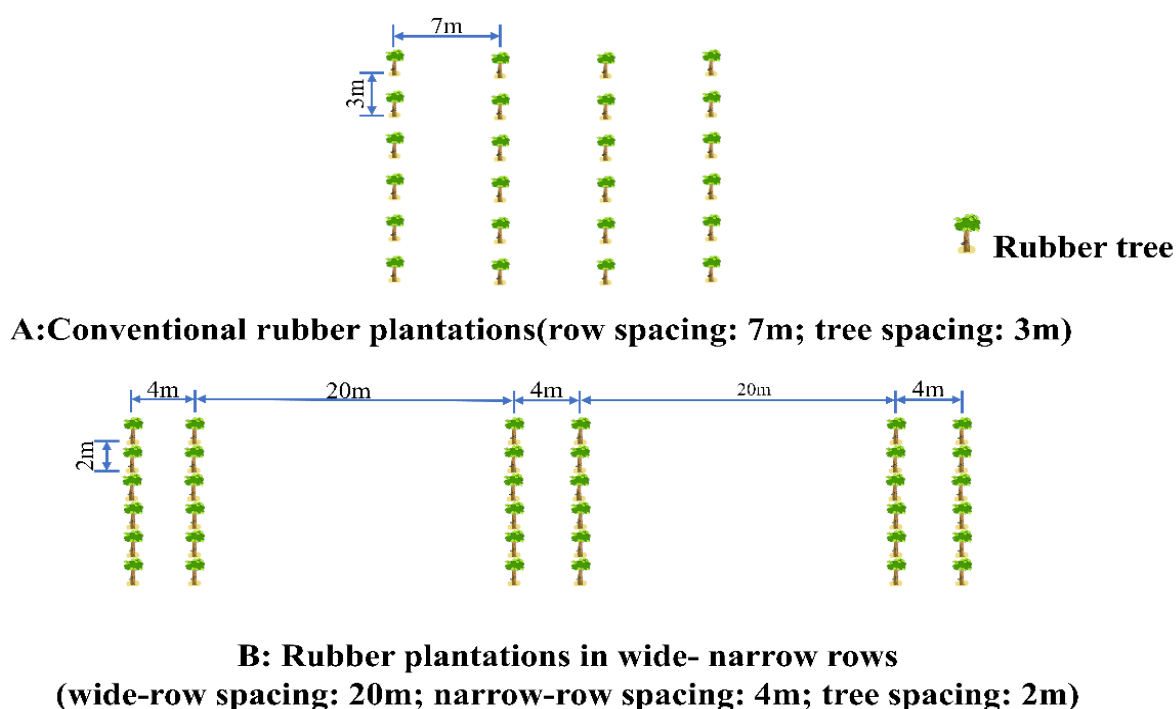 7m
3m
Rubber tree
A:Conventional rubber plantations(row spacing: 7m; tree spacing: 3m)
4m 20m 4m 20m 4m
2m
B: Rubber plantations in wide- narrow rows
(wide-row spacing: 20m; narrow-row spacing: 4m; tree spacing: 2m)